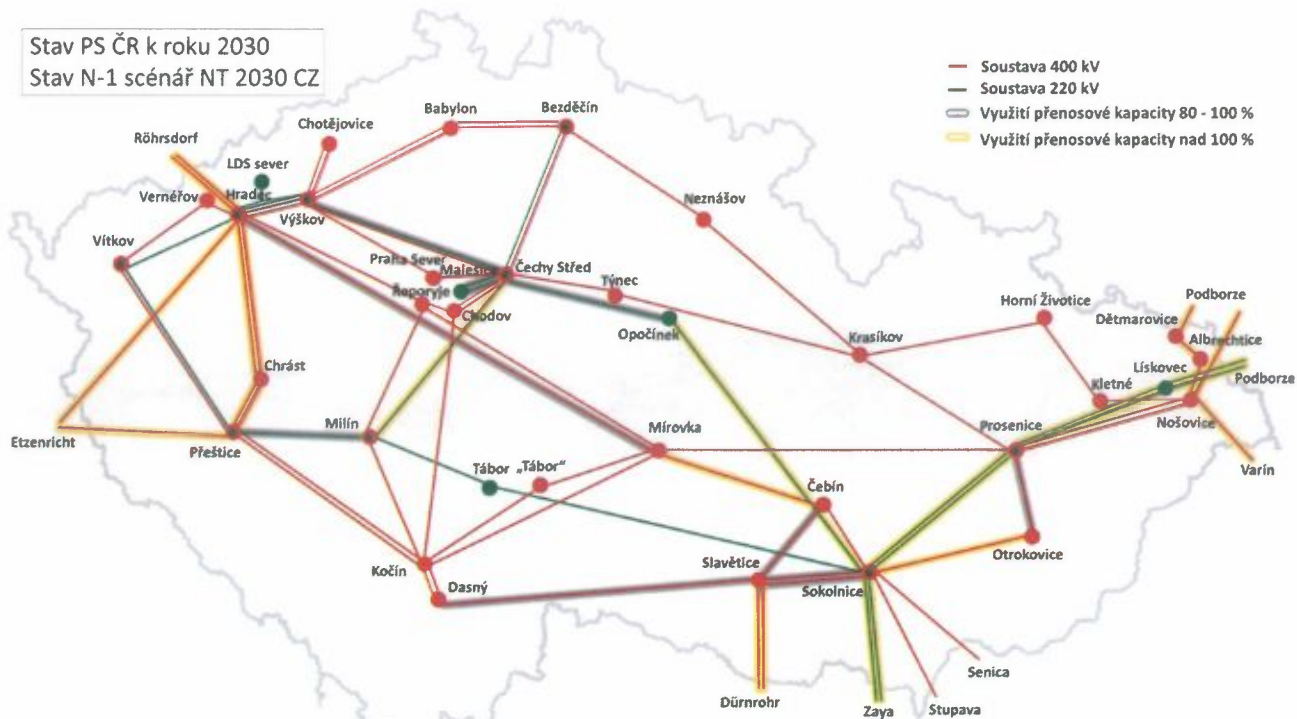 Stav PS ČR k roku 2030
Stav N-1 scénář NT 2030 CZ
Soustava 400 kV
Soustava 220 kV
Využití přenosové kapacity 80 - 100 %
Využití přenosové kapacity nad 100 %
Babylon
Bezděčín
Chotějovice
Röhrsdorf
LDS sever
Vernéřov
Hradec
Výškov
Neznášov
Vítkov
Praha Sever
Malešice
Čechy Střed
Týnec
Řeporyje
Chodov
Opočínek
Horní Životice
Podborze
Dětmarovice
Albrechtice
Krasíkov
Lískovec
Podborze
Chrást
Kletné
Nošovice
Etzenricht
Přeštice
Milín
Mírovka
Prosenice
Varín
Tábor
„Tábor“
Čebín
Otrokovice
Kočín
Dasný
Slavětice
Sokolnice
Senica
Dürnrohr
Zaya
Stupava